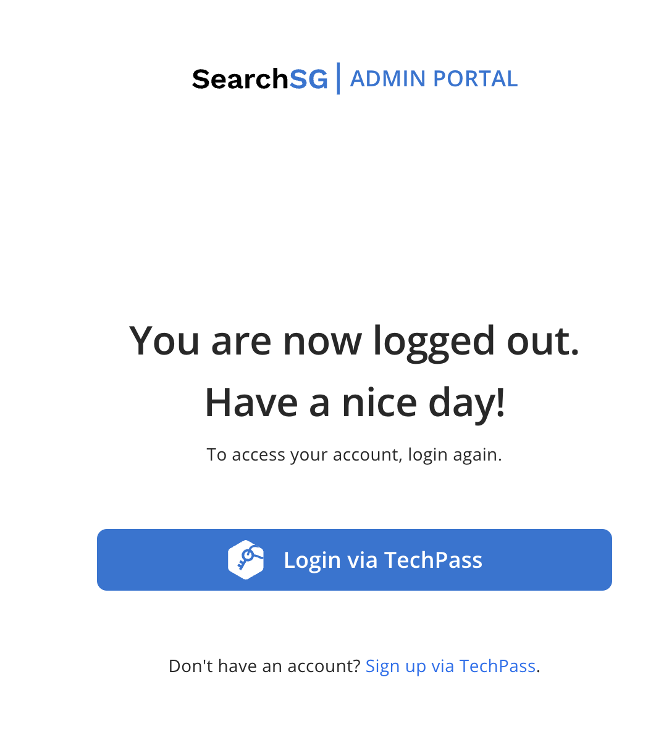 SearchSG | ADMIN PORTAL
You are now logged out.
Have a nice day!
To access your account, login again.
Login via TechPass
Don't have an account? Sign up via TechPass.